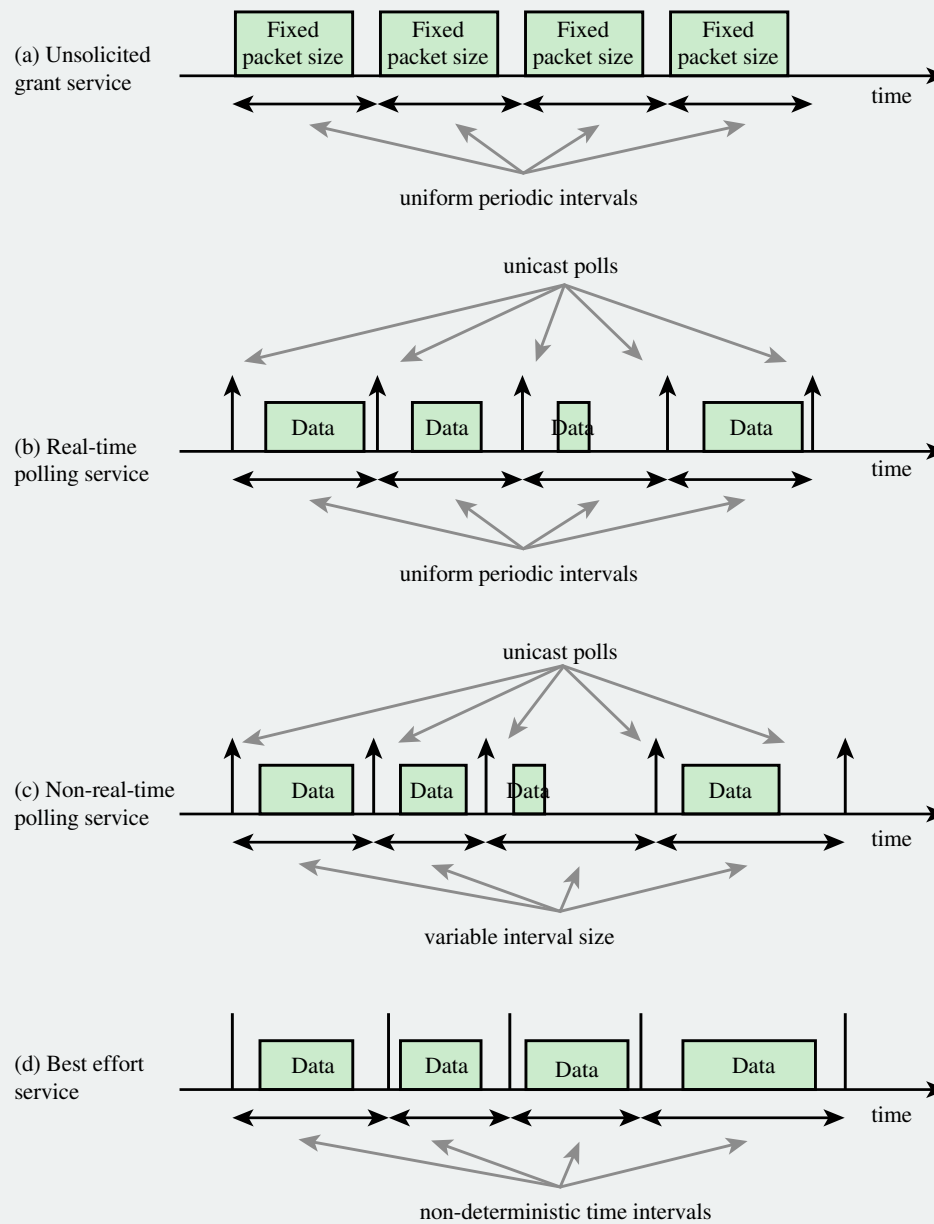 (a) Unsolicited
grant service
Fixed
packet size
Fixed
packet size
Fixed
packet size
Fixed
packet size
time
uniform periodic intervals
unicast polls
(b) Real-time
polling service
Data
Data
Data
Data
time
uniform periodic intervals
unicast polls
(c) Non-real-time
polling service
Data
Data
Data
Data
time
variable interval size
(d) Best effort
service
Data
Data
Data
Data
time
non-deterministic time intervals